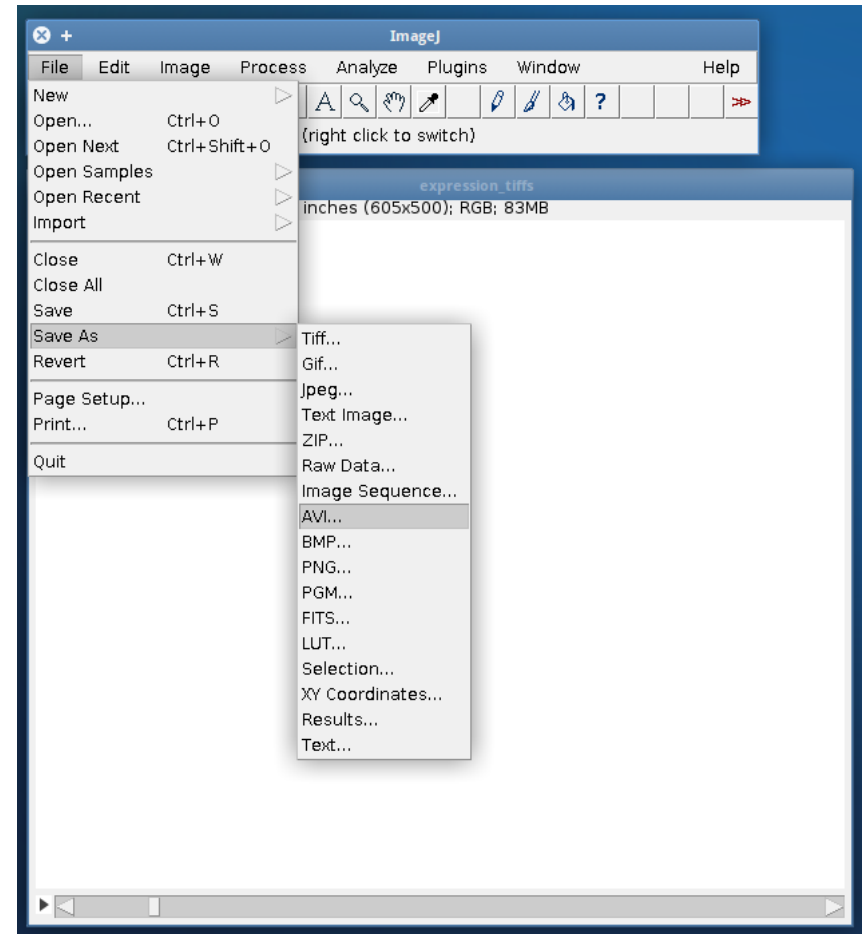 ImageJ
File Edit Image Process Analyze Plugins Window Help
A ?
(right click to switch)
New
Open... Ctrl+O
Open Next Ctrl+Shift+O
Open Samples
Open Recent
Import
Close Ctrl+W
Close All
Save Ctrl+S
Save As
Revert Ctrl+R
Page Setup...
Print... Ctrl+P
Quit
expression_tiffs
inches (605x500); RGB; 83MB
Tiff...
Gif...
Jpeg...
Text Image...
ZIP...
Raw Data...
Image Sequence...
AVI...
BMP...
PNG...
PGM...
FITS...
LUT...
Selection...
XY Coordinates...
Results...
Text...